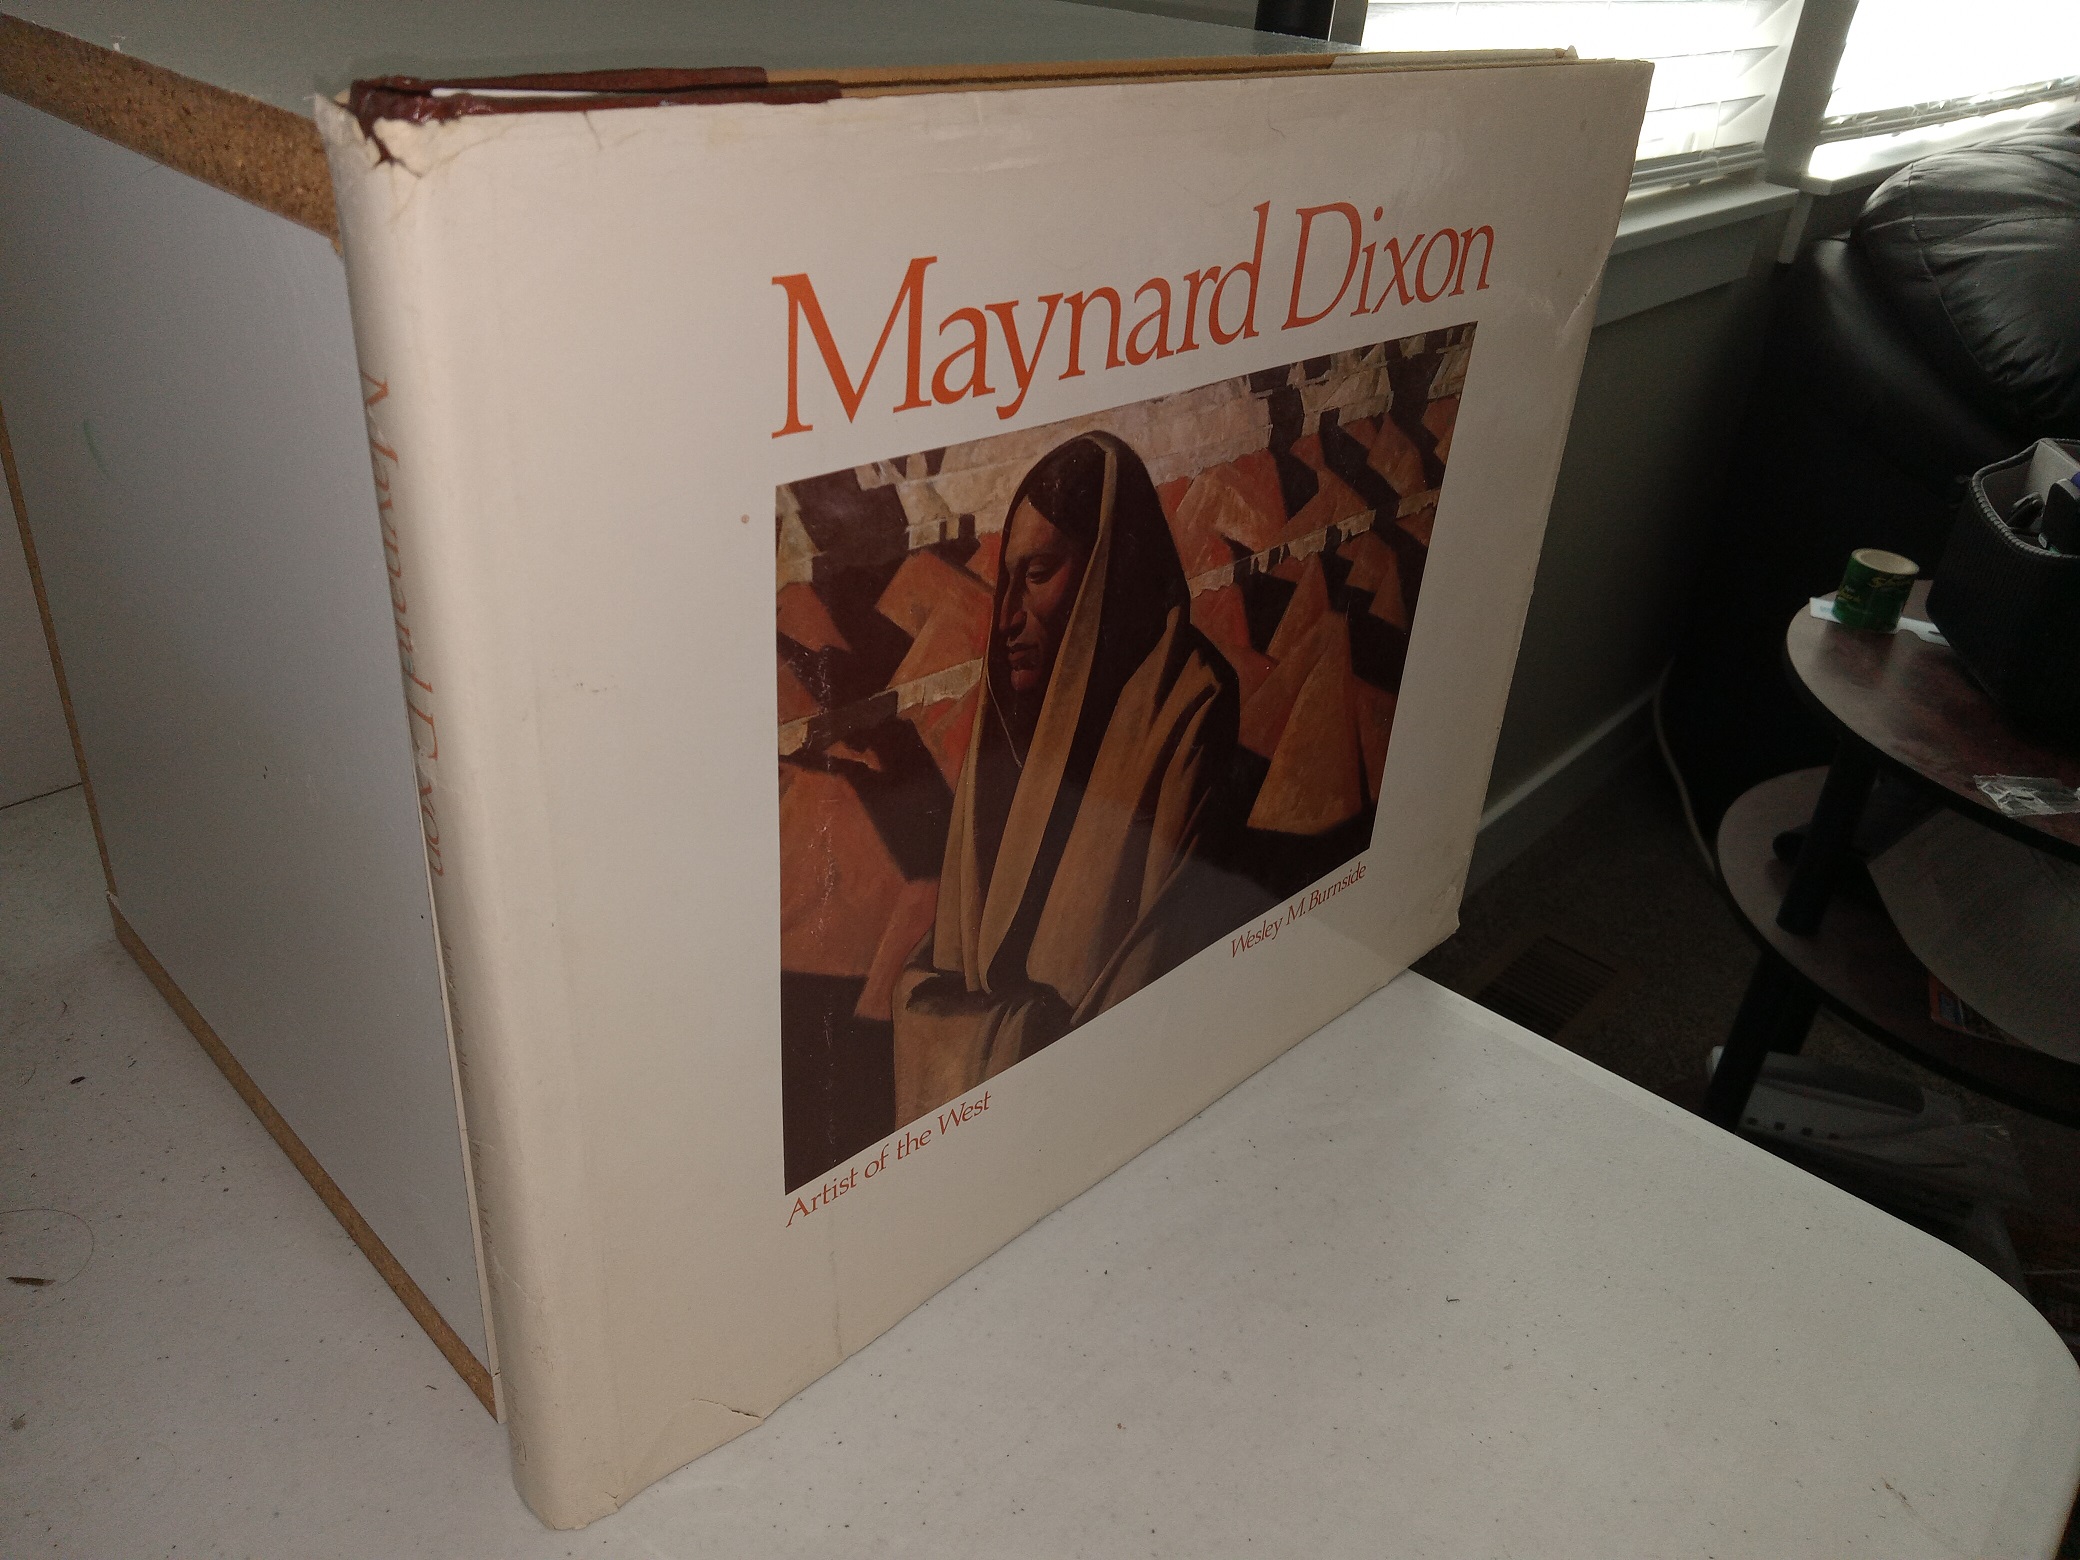 Maynard Dixon
Wesley M. Burnside
Artist of the West
Maynard Dixon